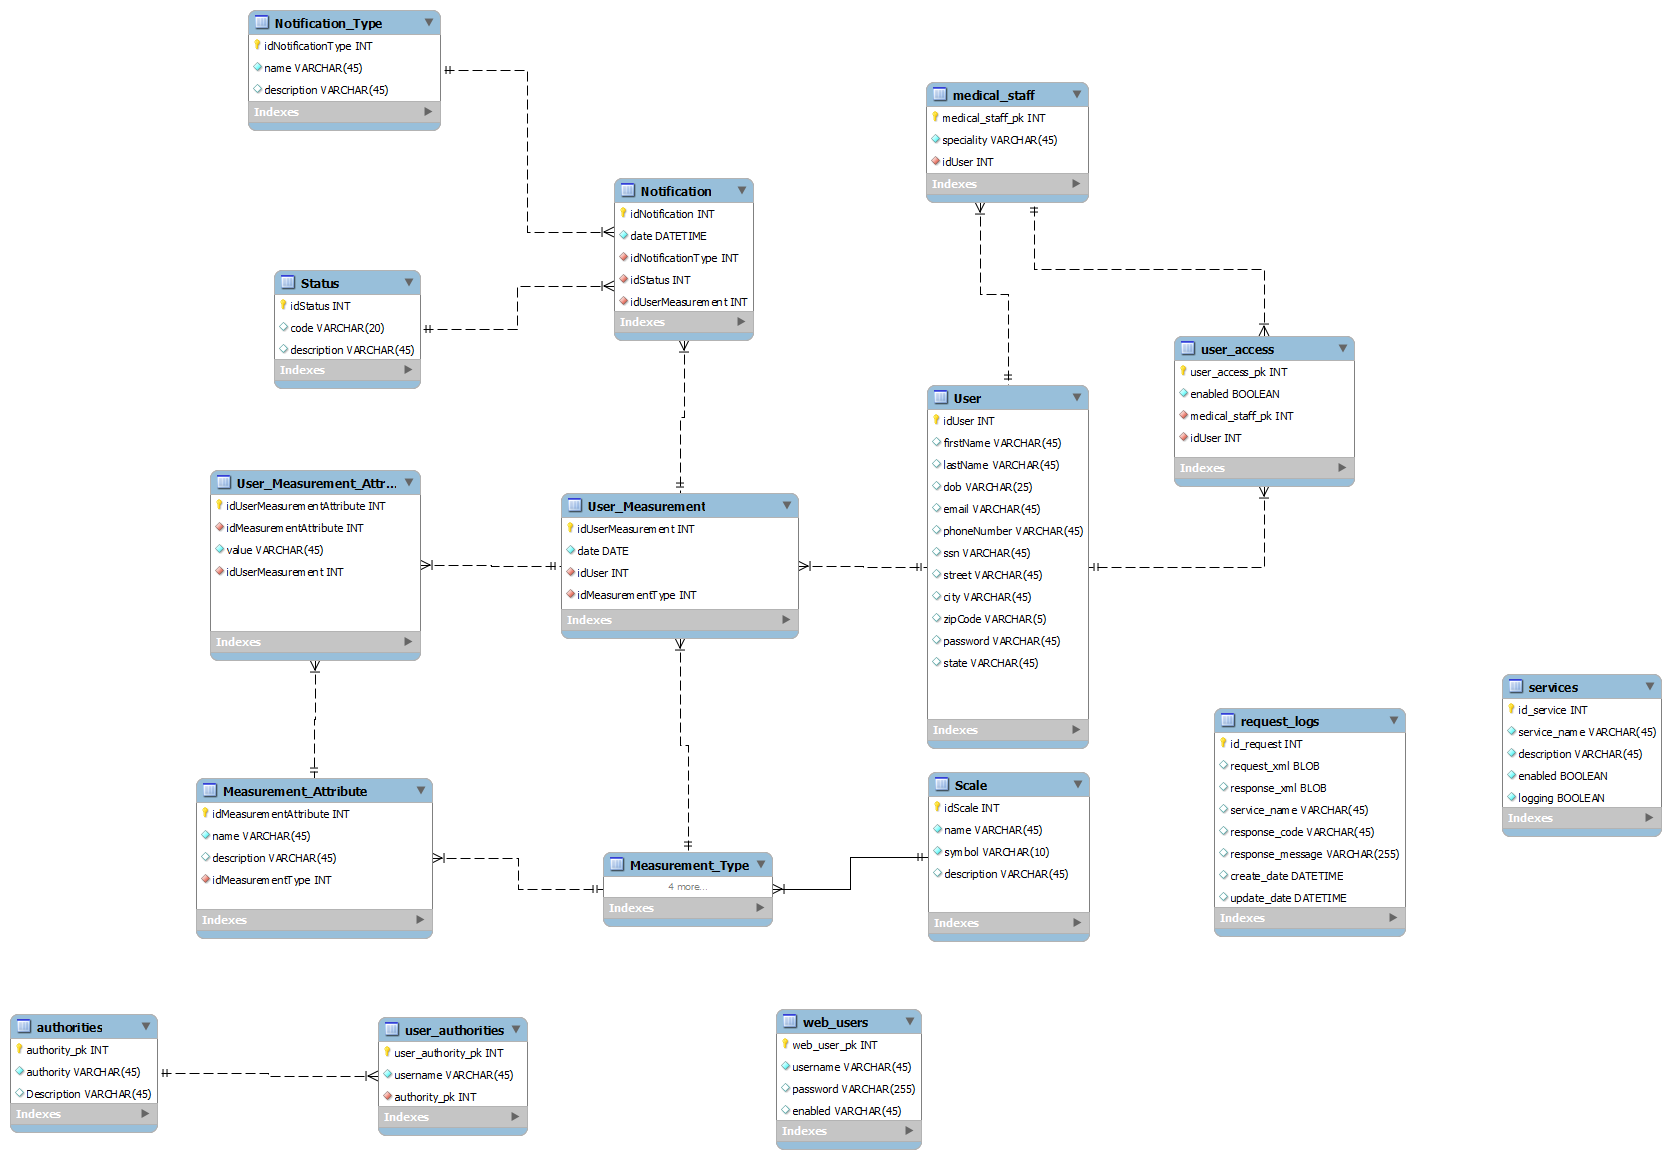 Notification_Type
idNotificationType INT
name VARCHAR(45)
description VARCHAR(45)
Indexes
medical_staff
medical_staff_pk INT
speciality VARCHAR(45)
idUser INT
Indexes
Notification
idNotification INT
date DATETIME
idNotificationType INT
idStatus INT
idUserMeasurement INT
Indexes
Status
idStatus INT
code VARCHAR(20)
description VARCHAR(45)
Indexes
user_access
user_access_pk INT
enabled BOOLEAN
medical_staff_pk INT
idUser INT
Indexes
User
idUser INT
firstName VARCHAR(45)
lastName VARCHAR(45)
dob VARCHAR(25)
email VARCHAR(45)
phoneNumber VARCHAR(45)
ssn VARCHAR(45)
street VARCHAR(45)
city VARCHAR(45)
zipCode VARCHAR(5)
password VARCHAR(45)
state VARCHAR(45)
Indexes
User_Measurement_Attr...
idUserMeasurementAttribute INT
idMeasurementAttribute INT
value VARCHAR(45)
idUserMeasurement INT
Indexes
User_Measurement
idUserMeasurement INT
date DATE
idUser INT
idMeasurementType INT
Indexes
services
id_service INT
service_name VARCHAR(45)
description VARCHAR(45)
enabled BOOLEAN
logging BOOLEAN
Indexes
request_logs
id_request INT
request_xml BLOB
response_xml BLOB
service_name VARCHAR(45)
response_code VARCHAR(45)
response_message VARCHAR(255)
create_date DATETIME
update_date DATETIME
Indexes
Measurement_Attribute
idMeasurementAttribute INT
name VARCHAR(45)
description VARCHAR(45)
idMeasurementType INT
Indexes
Scale
idScale INT
name VARCHAR(45)
symbol VARCHAR(10)
description VARCHAR(45)
Indexes
Measurement_Type
4 more...
Indexes
authorities
authority_pk INT
authority VARCHAR(45)
Description VARCHAR(45)
Indexes
user_authorities
user_authority_pk INT
username VARCHAR(45)
authority_pk INT
Indexes
web_users
web_user_pk INT
username VARCHAR(45)
password VARCHAR(255)
enabled VARCHAR(45)
Indexes